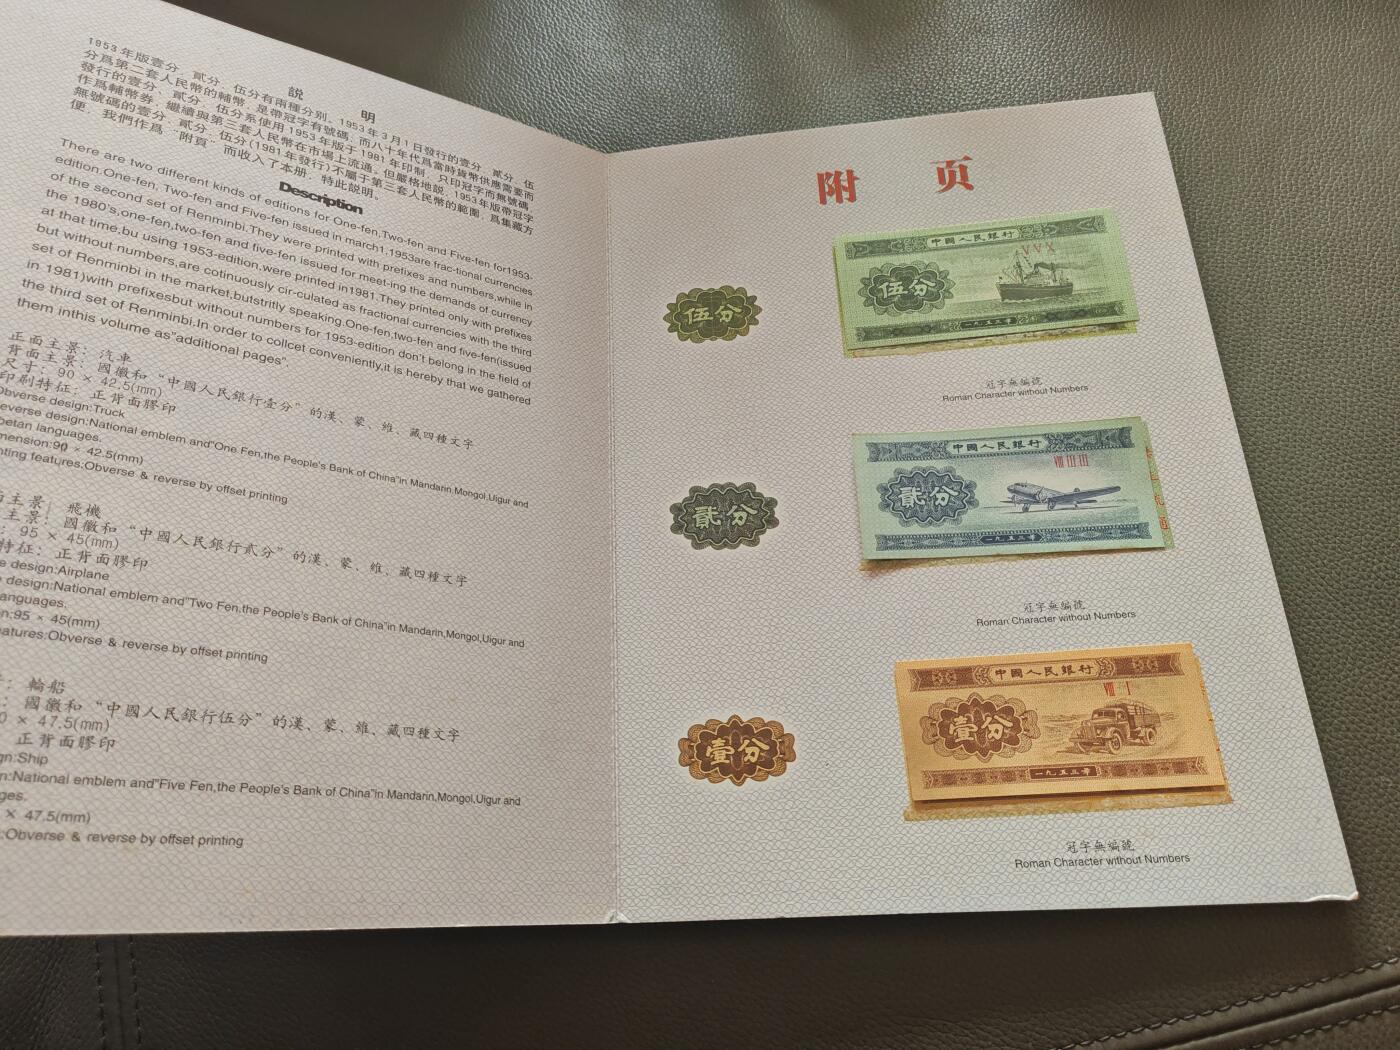 説 明
1953年版壹分、貳分、伍分有兩種分別。1953年3月1日發行的壹分、貳分、伍
分爲第二套人民幣的輔幣，是帶冠字有號碼，而八十年代爲當時貨幣供應需要而
發行的壹分、貳分、伍分系使用1953年版于1981年印制，只印冠字而無號碼，
作爲輔幣券，繼續與第三套人民幣在市場上流通。但嚴格地説，1953年版帶冠字
無號碼的壹分、貳分、伍分(1981年發行)不屬于第三套人民幣的範圍，爲集藏方
便，我們作爲“附頁”而收入了本册，特此説明。
Description
There are two different kinds of editions for One-fen,Two-fen and Five-fen for1953-
edition.One-fen, Two-fen and Five-fen issued in march1,1953are frac-tional currencies
of the second set of Renminbi.They were printed with prefixes and numbers,while in
the 1980's,one-fen,two-fen and five-fen issued for meet-ing the demands of currency
at that time,bu using 1953-edition,were printed in1981.They printed only with prefixes
but without numbers,are cotinuously cir-culated as fractional currencies with the third
set of Renminbi in the market,butstritly speaking.One-fen,two-fen and five-fen(issued
in 1981)with prefixesbut without numbers for 1953-edition don't belong in the field of
the third set of Renminbi.In order to collcet conveniently,it is hereby that we gathered
them inthis volume as"additional pages".
正面主景：汽車
背面主景：國徽和“中國人民銀行壹分”的漢、蒙、維、藏四種文字
尺寸：90 × 42.5(mm)
印刷特征：正背面膠印
Obverse design:Truck
everse design:National emblem and"One Fen,the People's Bank of China"in Mandarin,Mongol,Uigur and
betan languages.
mension:90 × 42.5(mm)
nting features:Obverse & reverse by offset printing
面主景：飛機
主景：國徽和“中國人民銀行貳分”的漢、蒙、維、藏四種文字
95 × 45(mm)
特征：正背面膠印
e design:Airplane
e design:National emblem and"Two Fen,the People's Bank of China"in Mandarin,Mongol,Uigur and
anguages.
n:95 × 45(mm)
eatures:Obverse & reverse by offset printing
：輪船
：國徽和“中國人民銀行伍分”的漢、蒙、維、藏四種文字
0 × 47.5(mm)
正背面膠印
gn:Ship
n:National emblem and"Five Fen,the People's Bank of China"in Mandarin,Mongol,Uigur and
ges.
× 47.5(mm)
:Obverse & reverse by offset printing
附 页
伍分
中國人民銀行
V V X
伍分
一九五三年
冠字無編號
Roman Character without Numbers
貳分
中國人民銀行
VIII III III
貳分
一九五三年
冠字無編號
Roman Character without Numbers
壹分
中國人民銀行
VIII I
壹分
一九五三年
冠字無編號
Roman Character without Numbers